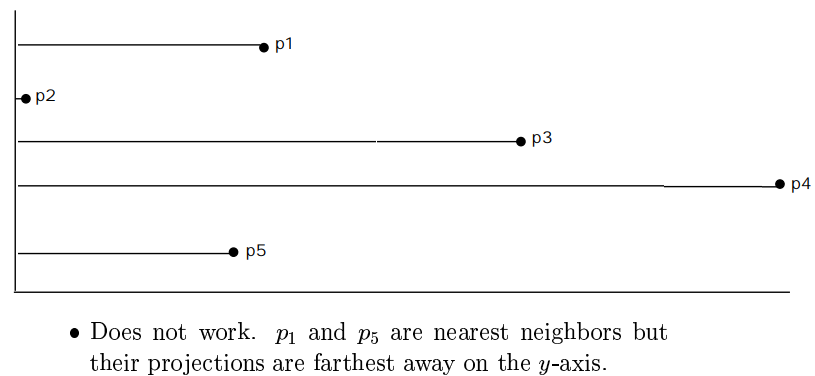 p1
p2
p3
p4
p5
• Does not work. p₁ and p₅ are nearest neighbors but
their projections are farthest away on the y-axis.